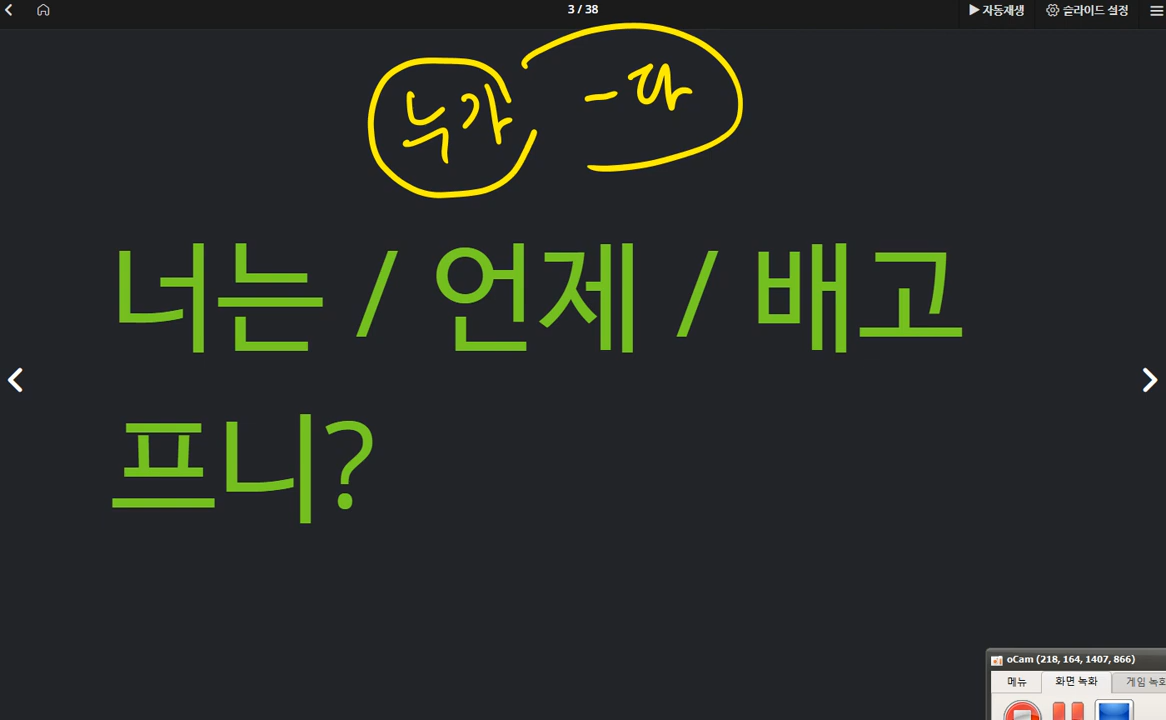 3 / 38
자동재생
슬라이드 설정
누가 -다
너는 / 언제 / 배고
프니?
oCam (218, 164, 1407, 866)
메뉴
화면 녹화
게임 녹화